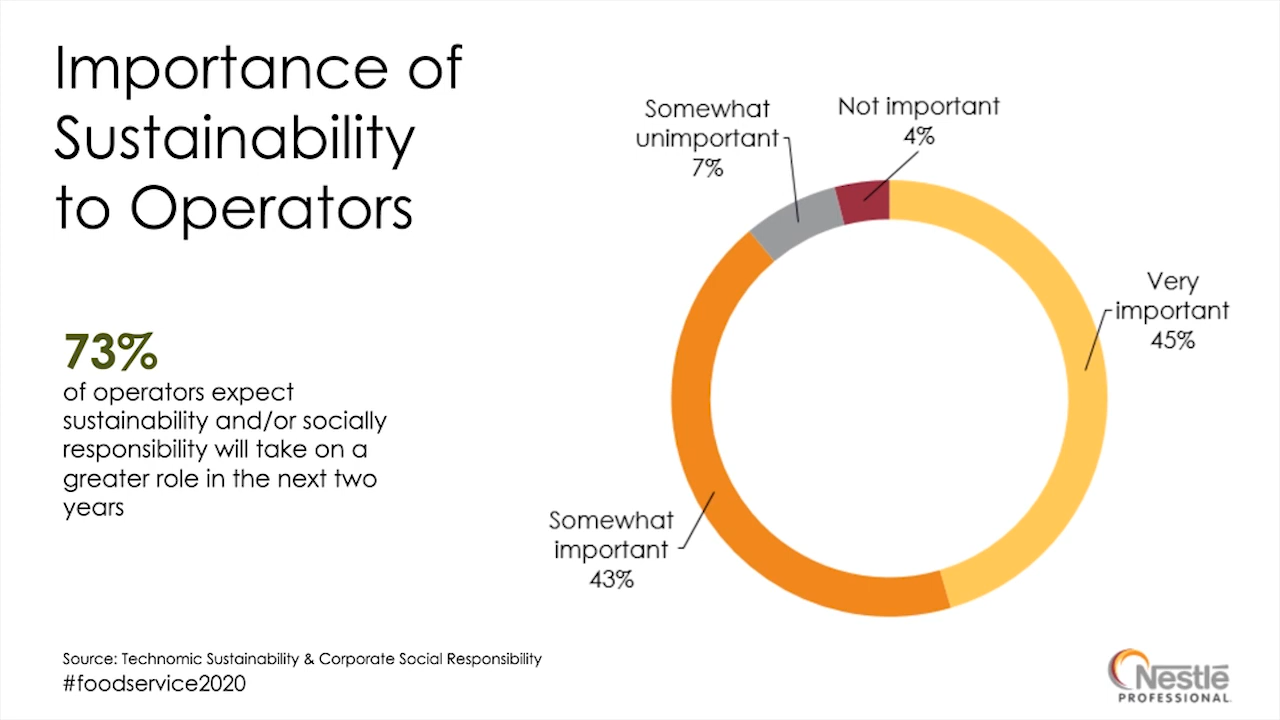 Importance of
Sustainability
to Operators
73%
of operators expect
sustainability and/or socially
responsibility will take on a
greater role in the next two
years
Somewhat
unimportant
7%
Not important
4%
Very
important
45%
Somewhat
important
43%
Source: Technomic Sustainability & Corporate Social Responsibility
#foodservice2020
Nestlé
PROFESSIONAL.